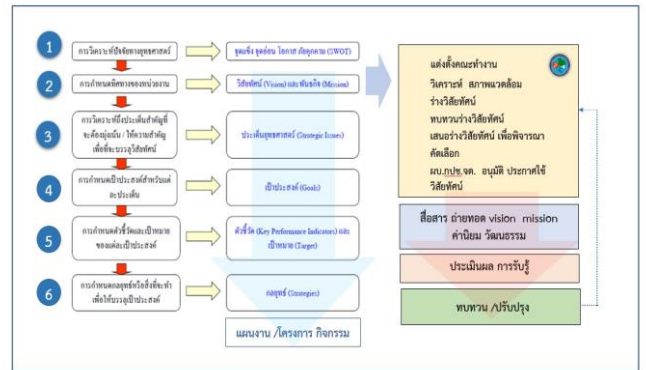 1
การวิเคราะห์ปัจจัยทางยุทธศาสตร์
จุดแข็ง จุดอ่อน โอกาส ภัยคุกคาม (SWOT)
2
การกำหนดทิศทางของหน่วยงาน
วิสัยทัศน์ (Vision) และ พันธกิจ (Mission)
3
การวิเคราะห์ถึงประเด็นสำคัญที่
จะต้องมุ่งเน้น / ให้ความสำคัญ
เพื่อที่จะบรรลุวิสัยทัศน์
ประเด็นยุทธศาสตร์ (Strategic Issues)
4
การกำหนดเป้าประสงค์สำหรับแต่
ละประเด็น
เป้าประสงค์ (Goals)
5
การกำหนดตัวชี้วัดและเป้าหมาย
ของแต่ละเป้าประสงค์
ตัวชี้วัด (Key Performance Indicators) และ
เป้าหมาย (Target)
6
การกำหนดกลยุทธ์หรือสิ่งที่จะทำ
เพื่อให้บรรลุเป้าประสงค์
กลยุทธ์ (Strategies)
แผนงาน /โครงการ กิจกรรม
แต่งตั้งคณะทำงาน
วิเคราะห์ สภาพแวดล้อม
ร่างวิสัยทัศน์
ทบทวนร่างวิสัยทัศน์
เสนอร่างวิสัยทัศน์ เพื่อพิจารณา
คัดเลือก
ผบ.กปช.จต. อนุมัติ ประกาศใช้
วิสัยทัศน์
สื่อสาร ถ่ายทอด vision mission
ค่านิยม วัฒนธรรม
ประเมินผล การรับรู้
ทบทวน /ปรับปรุง